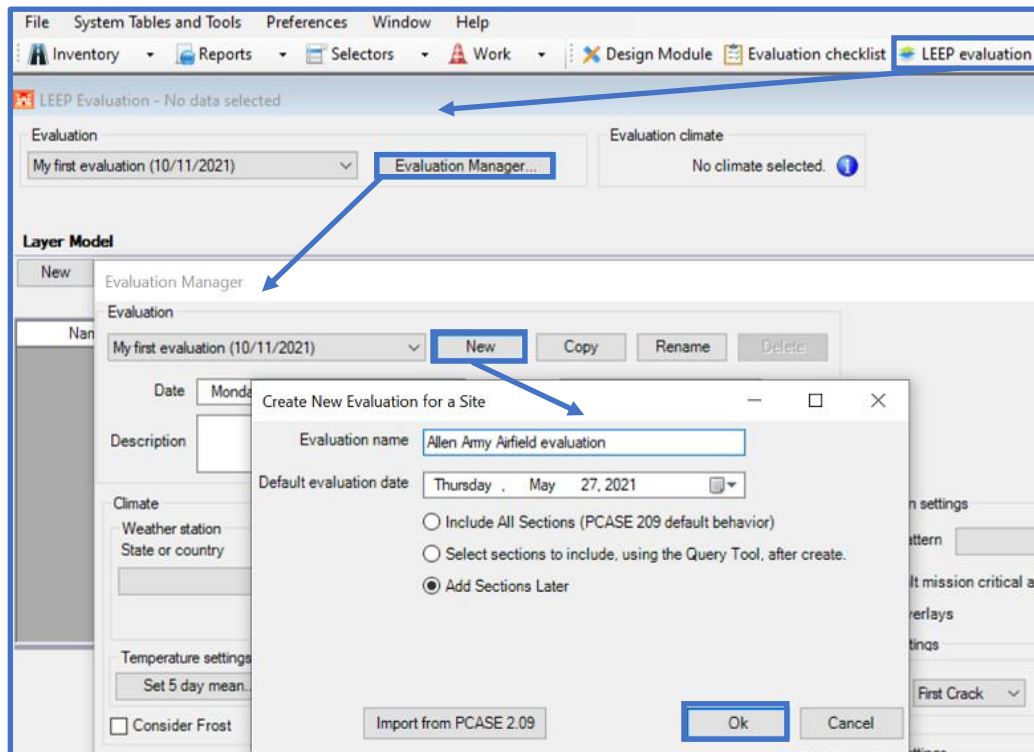 File System Tables and Tools Preferences Window Help
Inventory Reports Selectors Work Design Module Evaluation checklist LEEP evaluation
LEEP Evaluation - No data selected
Evaluation
Evaluation climate
My first evaluation (10/11/2021) Evaluation Manager... No climate selected.
Layer Model
New
Evaluation Manager
Evaluation
My first evaluation (10/11/2021) New Copy Rename Delete
Date
Create New Evaluation for a Site
Evaluation name Allen Army Airfield evaluation
Description
Default evaluation date Thursday , May 27, 2021
Include All Sections (PCASE 209 default behavior)
Select sections to include, using the Query Tool, after create.
Add Sections Later
Climate
Weather station
State or country
mission critical
Temperature settings
Set 5 day mean..
First Crack
Consider Frost
Import from PCASE 2.09 Ok Cancel